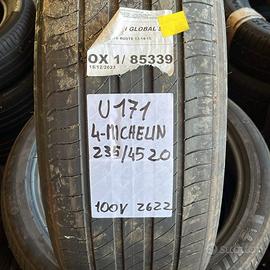 GLOBAL
OX 1/ 85339
U171
4-MICHELIN
235/45 20
100V 2622